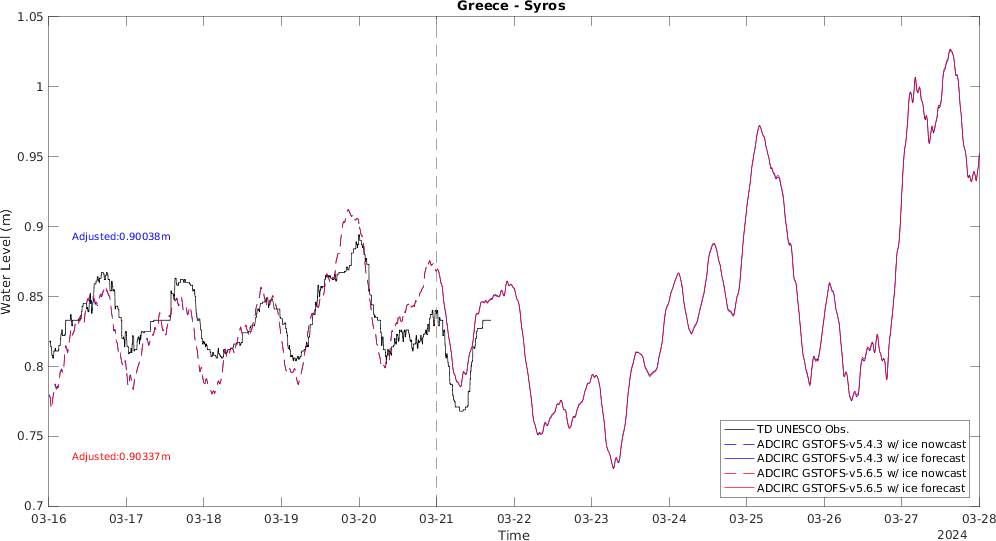 Greece - Syros
1.05
1
0.95
0.9
0.85
0.8
0.75
0.7
Water Level (m)
Adjusted:0.90038m
Adjusted:0.90337m
TD UNESCO Obs.
ADCIRC GSTOFS-v5.4.3 w/ ice nowcast
ADCIRC GSTOFS-v5.4.3 w/ ice forecast
ADCIRC GSTOFS-v5.6.5 w/ ice nowcast
ADCIRC GSTOFS-v5.6.5 w/ ice forecast
03-16 03-17 03-18 03-19 03-20 03-21 03-22 03-23 03-24 03-25 03-26 03-27 03-28
Time
2024